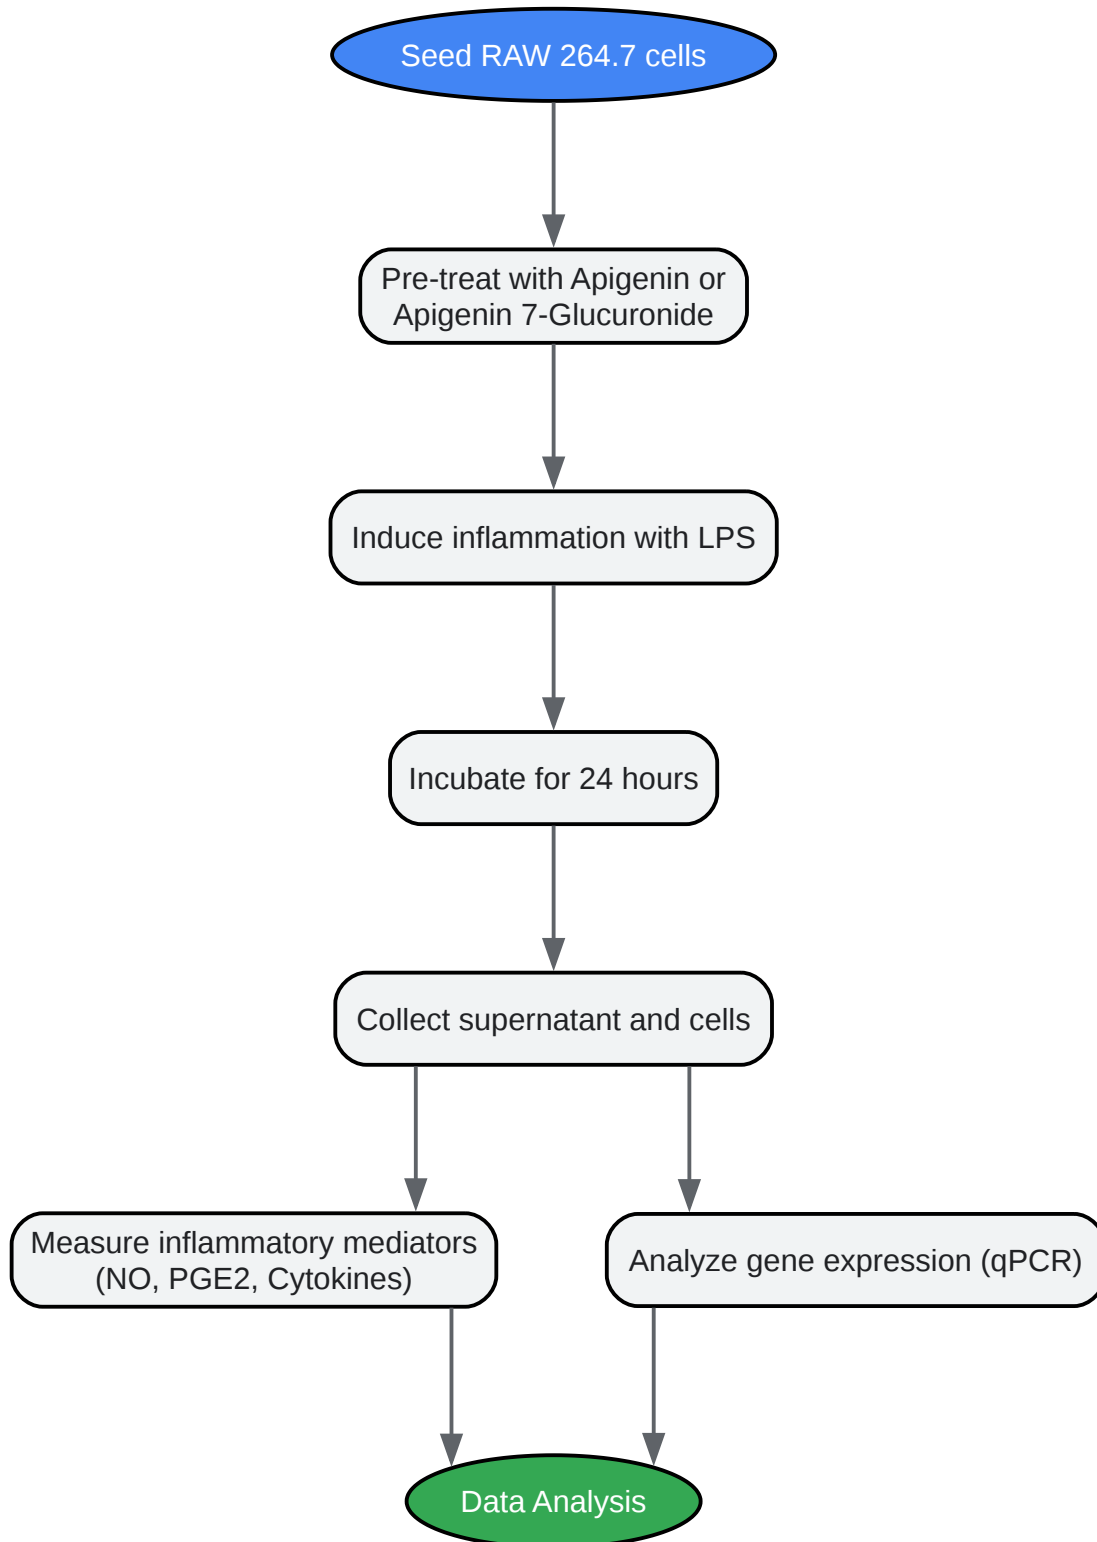 Seed RAW 264.7 cells
Pre-treat with Apigenin or
Apigenin 7-Glucuronide
Induce inflammation with LPS
Incubate for 24 hours
Collect supernatant and cells
Measure inflammatory mediators
(NO, PGE2, Cytokines)
Analyze gene expression (qPCR)
Data Analysis